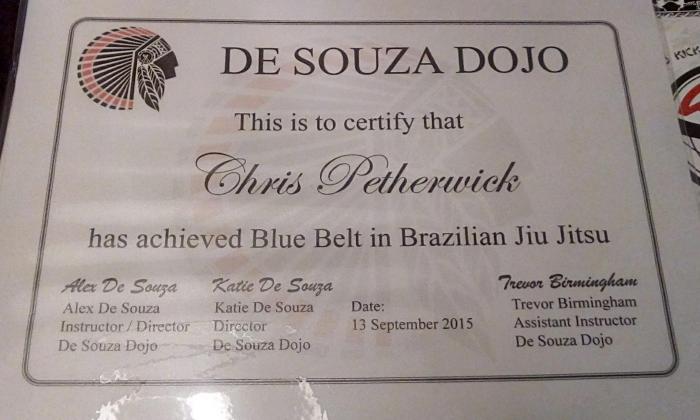 DE SOUZA DOJO
This is to certify that
Chris Petherwick
has achieved Blue Belt in Brazilian Jiu Jitsu
Alex De Souza
Alex De Souza
Instructor / Director
De Souza Dojo
Katie De Souza
Katie De Souza
Director
De Souza Dojo
Date:
13 September 2015
Trevor Birmingham
Trevor Birmingham
Assistant Instructor
De Souza Dojo
KICK